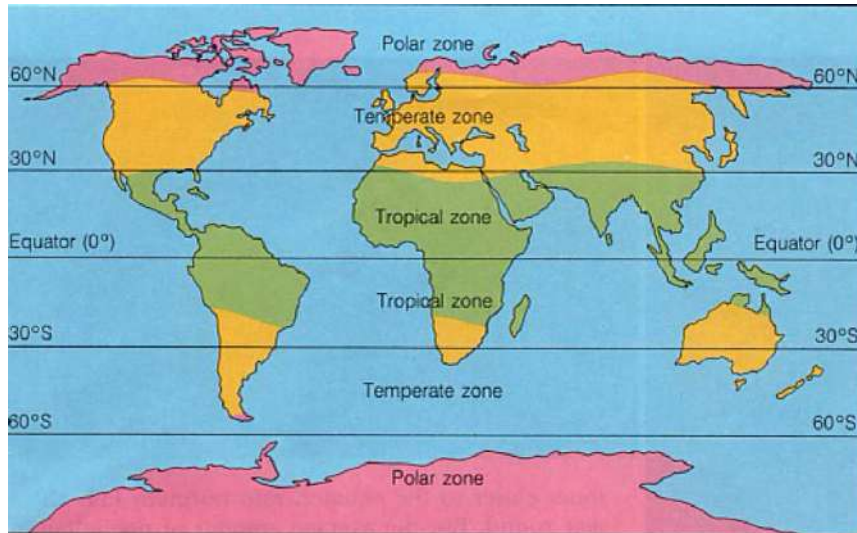 Polar zone
60°N
60°N
Temperate zone
30°N
30°N
Tropical zone
Equator (0°)
Equator (0°)
Tropical zone
30°S
30°S
Temperate zone
60°S
60°S
Polar zone